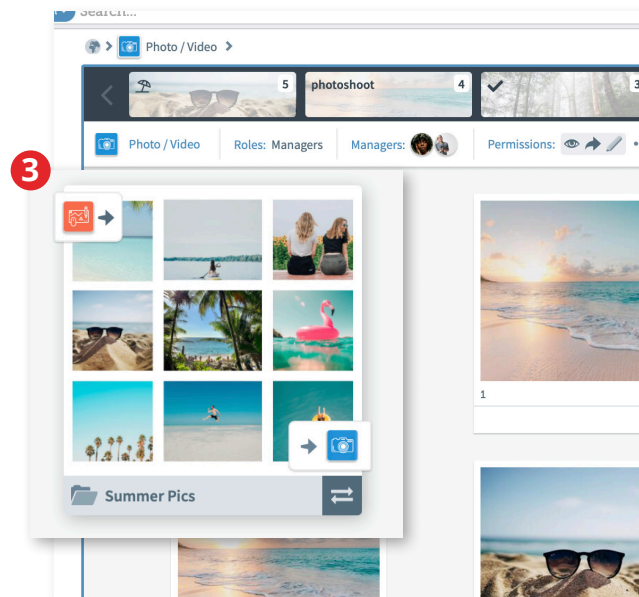 Search...
Photo / Video
5
photoshoot
4
3
Photo / Video
Roles: Managers
Managers:
Permissions:
3
1
Summer Pics